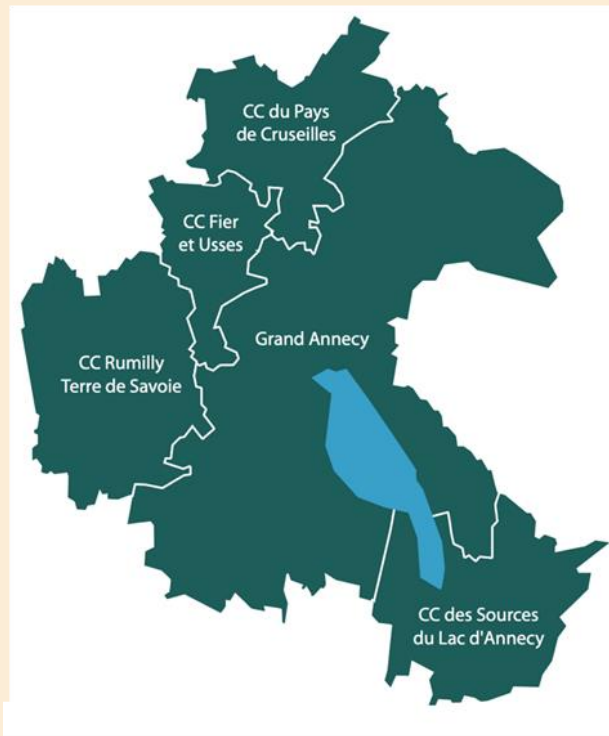 CC du Pays
de Cruseilles
CC Fier
et Usses
Grand Annecy
CC Rumilly
Terre de Savoie
CC des Sources
du Lac d'Annecy